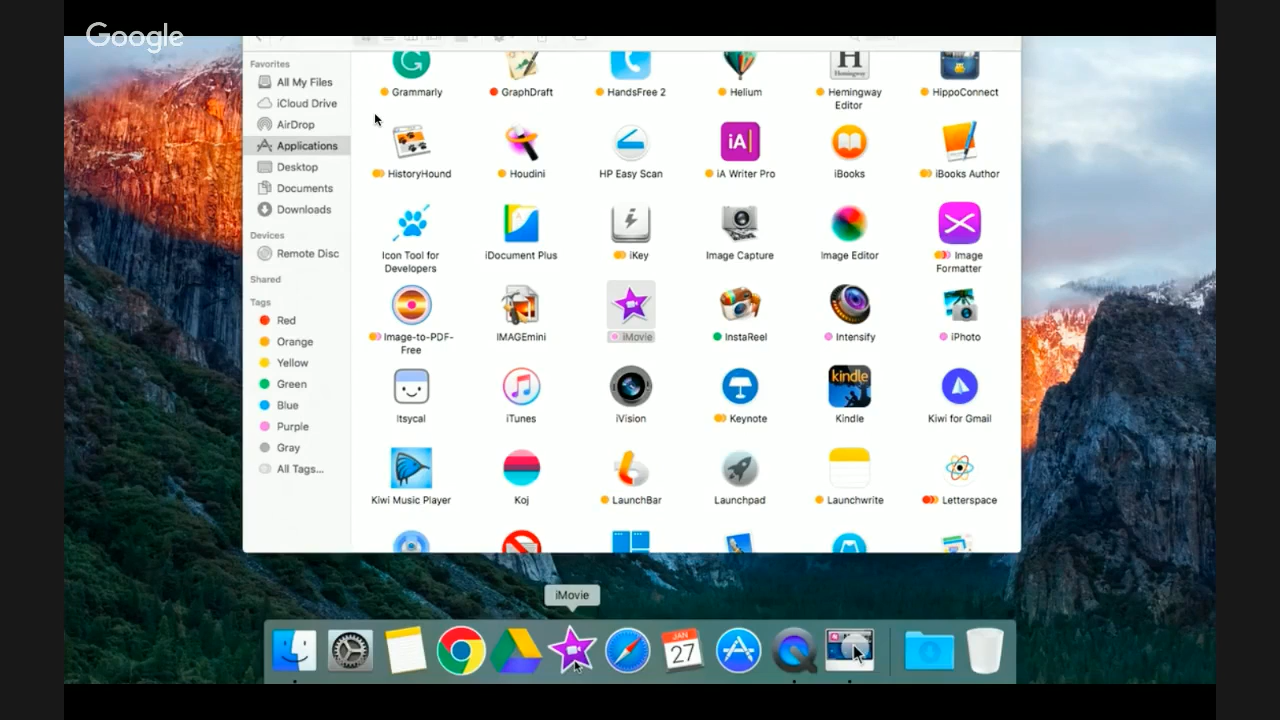 Google
Favorites
All My Files
iCloud Drive
AirDrop
Applications
Desktop
Documents
Downloads
Devices
Remote Disc
Shared
Tags
Red
Orange
Yellow
Green
Blue
Purple
Gray
All Tags...
G
H
Hemingway
Grammarly
GraphDraft
HandsFree 2
Helium
Hemingway
Editor
HippoConnect
iA
HistoryHound
Houdini
HP Easy Scan
iA Writer Pro
iBooks
iBooks Author
Icon Tool for
Developers
iDocument Plus
iKey
Image Capture
Image Editor
Image
Formatter
Image-to-PDF-
Free
IMAGEmini
iMovie
InstaReel
Intensify
iPhoto
kindle
Itsycal
iTunes
iVision
Keynote
Kindle
Kiwi for Gmail
Kiwi Music Player
Koj
LaunchBar
Launchpad
Launchwrite
Letterspace
iMovie
JAN
27